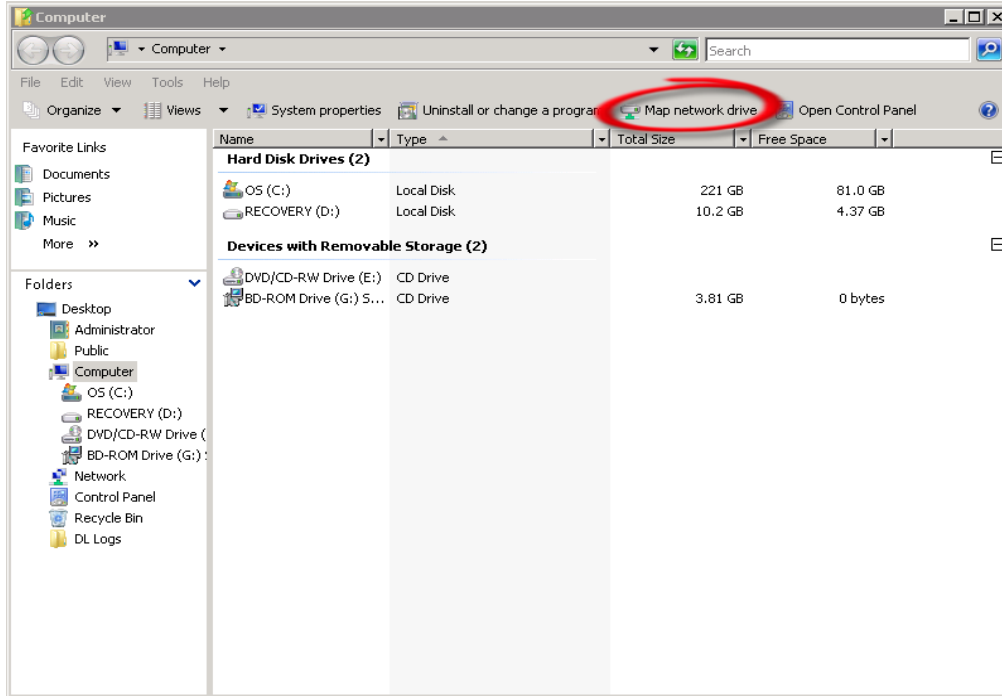 Computer
Computer
Search
File Edit View Tools Help
Organize Views System properties Uninstall or change a progra Map network drive Open Control Panel
Favorite Links
Documents
Pictures
Music
More »
Folders
Desktop
Administrator
Public
Computer
OS (C:)
RECOVERY (D:)
DVD/CD-RW Drive (
BD-ROM Drive (G:)
Network
Control Panel
Recycle Bin
DL Logs
Name Type Total Size Free Space
Hard Disk Drives (2)
OS (C:) Local Disk 221 GB 81.0 GB
RECOVERY (D:) Local Disk 10.2 GB 4.37 GB
Devices with Removable Storage (2)
DVD/CD-RW Drive (E:) CD Drive
BD-ROM Drive (G:) S... CD Drive 3.81 GB 0 bytes